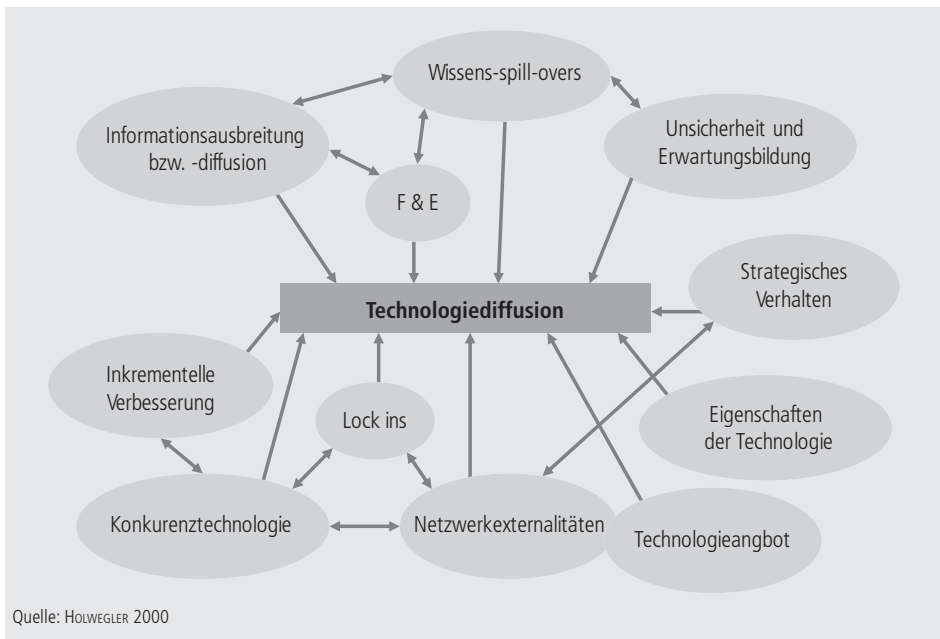 Wissens-spill-overs
Informationsausbreitung
bzw. -diffusion
Unsicherheit und
Erwartungsbildung
F & E
Strategisches
Verhalten
Technologiediffusion
Inkrementelle
Verbesserung
Lock ins
Eigenschaften
der Technologie
Konkurenztechnologie
Netzwerkexternalitäten
Technologieangbot
Quelle: HOLWEGLER 2000